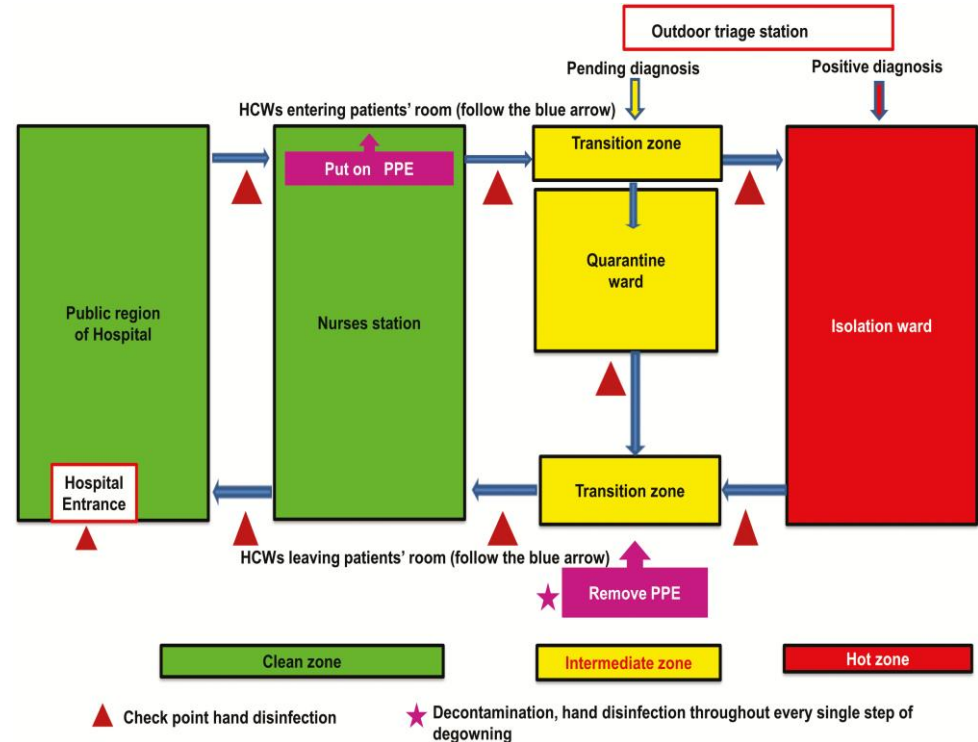 Outdoor triage station
Pending diagnosis
Positive diagnosis
HCWs entering patients' room (follow the blue arrow)
Put on PPE
Transition zone
Quarantine
ward
Public region
of Hospital
Nurses station
Isolation ward
Hospital
Entrance
Transition zone
HCWs leaving patients' room (follow the blue arrow)
Remove PPE
Clean zone
Intermediate zone
Hot zone
Check point hand disinfection
Decontamination, hand disinfection throughout every single step of
degowning